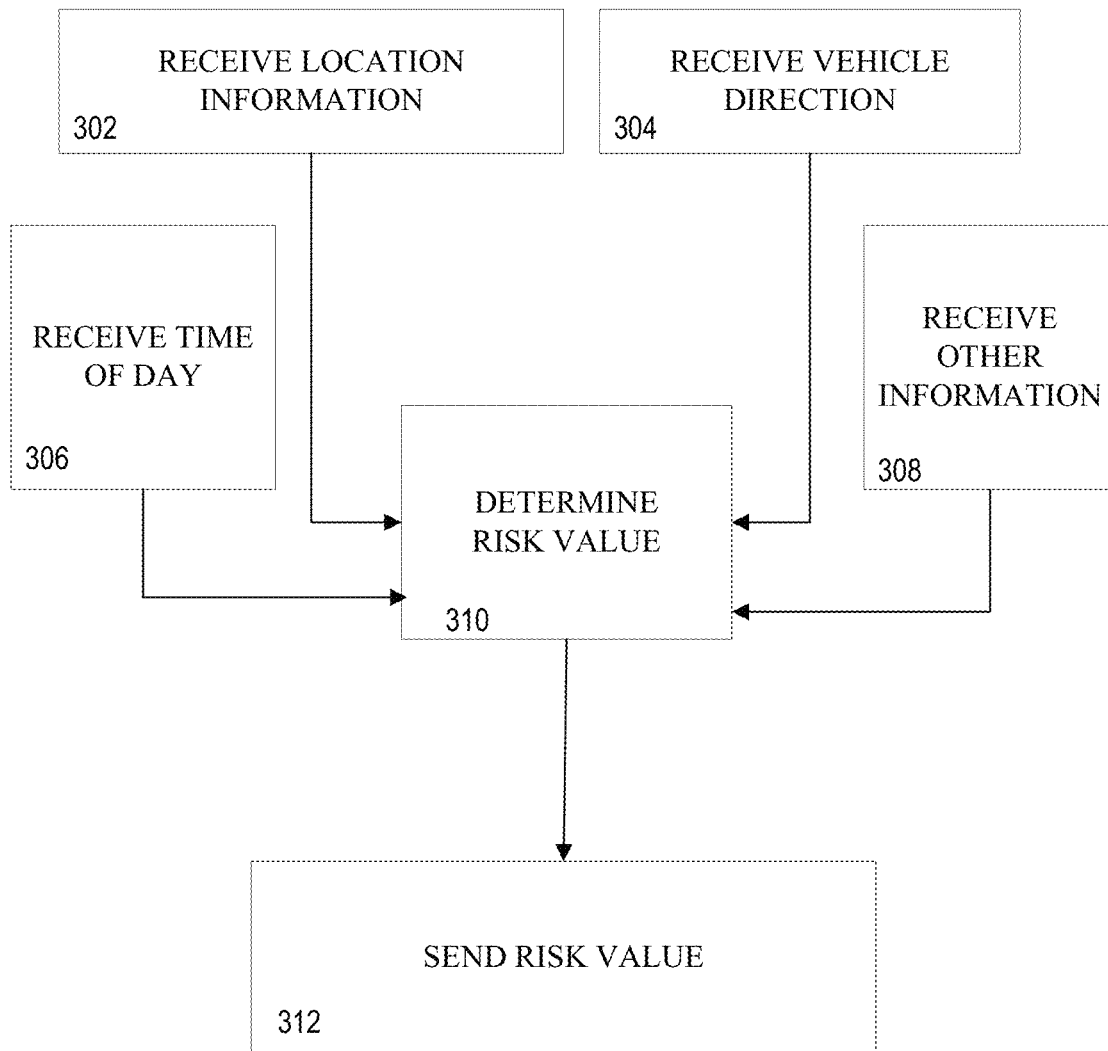 RECEIVE LOCATION
INFORMATION
302
RECEIVE VEHICLE
DIRECTION
304
RECEIVE TIME
OF DAY
306
RECEIVE
OTHER
INFORMATION
308
DETERMINE
RISK VALUE
310
SEND RISK VALUE
312